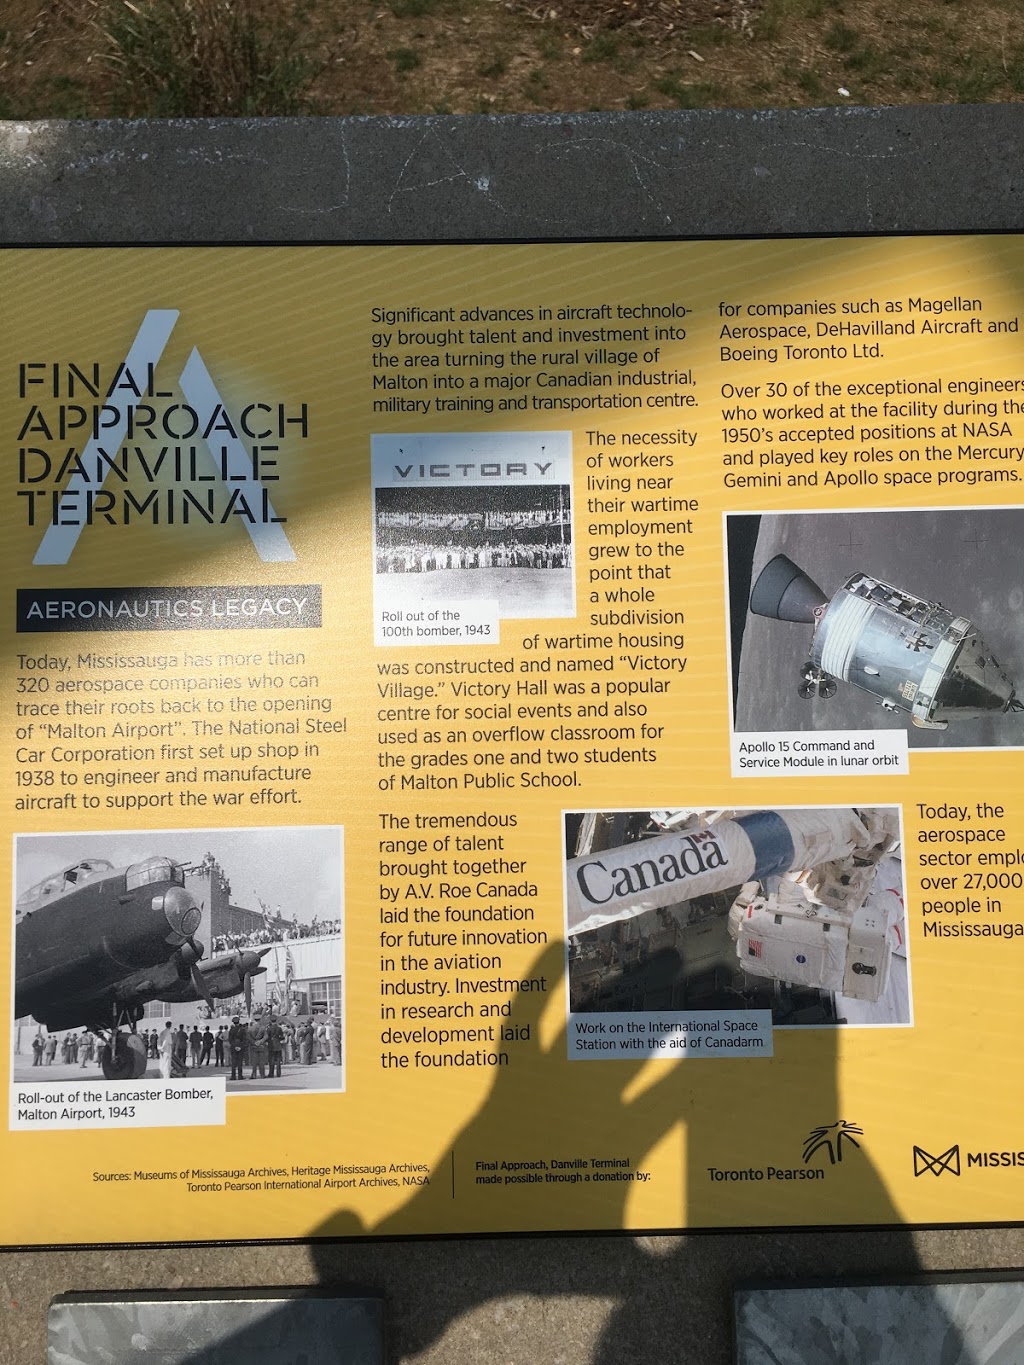 FINAL
APPROACH
DANVILLE
TERMINAL
AERONAUTICS LEGACY
Today, Mississauga has more than
320 aerospace companies who can
trace their roots back to the opening
of “Malton Airport”. The National Steel
Car Corporation first set up shop in
1938 to engineer and manufacture
aircraft to support the war effort.
Roll-out of the Lancaster Bomber,
Malton Airport, 1943
Significant advances in aircraft technolo-
gy brought talent and investment into
the area turning the rural village of
Malton into a major Canadian industrial,
military training and transportation centre.
VICTORY
Roll out of the
100th bomber, 1943
The necessity
of workers
living near
their wartime
employment
grew to the
point that
a whole
subdivision
of wartime housing
was constructed and named “Victory
Village.” Victory Hall was a popular
centre for social events and also
used as an overflow classroom for
the grades one and two students
of Malton Public School.
The tremendous
range of talent
brought together
by A.V. Roe Canada
laid the foundation
for future innovation
in the aviation
industry. Investment
in research and
development laid
the foundation
for companies such as Magellan
Aerospace, DeHavilland Aircraft and
Boeing Toronto Ltd.
Over 30 of the exceptional engineers
who worked at the facility during the
1950’s accepted positions at NASA
and played key roles on the Mercury,
Gemini and Apollo space programs.
Apollo 15 Command and
Service Module in lunar orbit
Canada
Work on the International Space
Station with the aid of Canadarm
Today, the
aerospace
sector emplo
over 27,000
people in
Mississauga
Sources: Museums of Mississauga Archives, Heritage Mississauga Archives,
Toronto Pearson International Airport Archives, NASA
Final Approach, Danville Terminal
made possible through a donation by:
Toronto Pearson
MISSIS